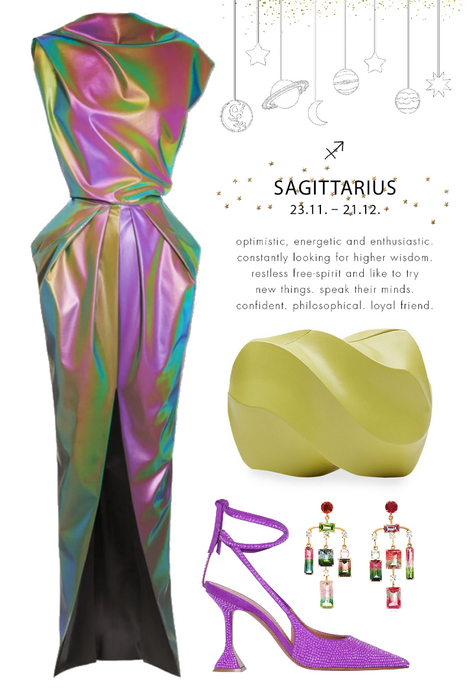 SAGITTARIUS
23.11. – 21.12.
optimistic, energetic and enthusiastic.
constantly looking for higher wisdom.
restless free-spirit and like to try
new things. speak their minds.
confident. philosophical. loyal friend.